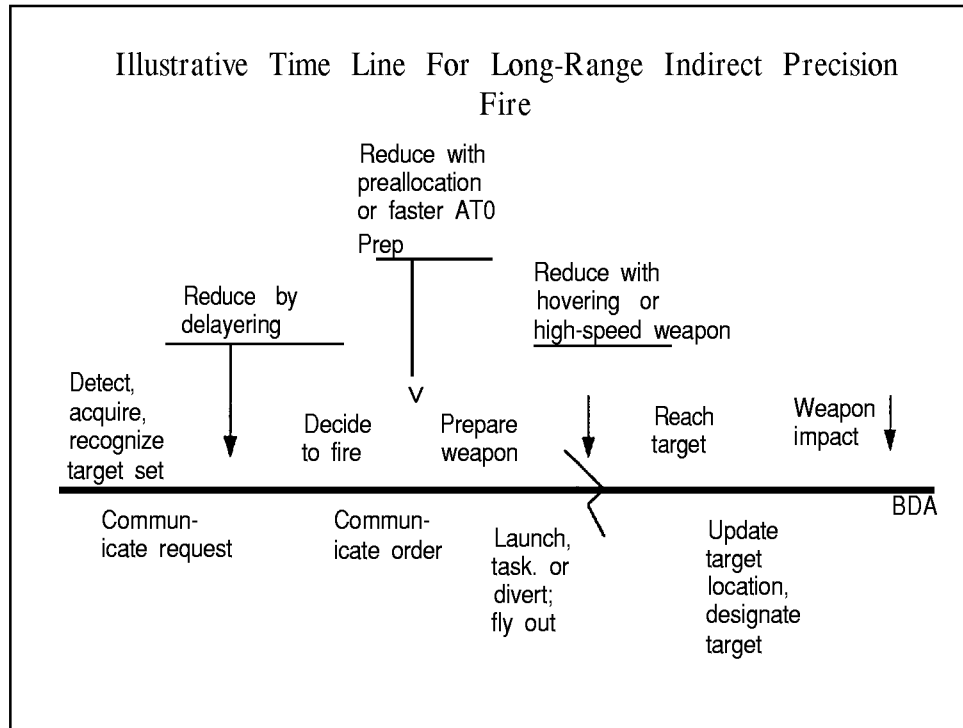 Illustrative Time Line For Long-Range Indirect Precision
Fire
Reduce with
preallocation
or faster AT0
Prep
Reduce with
hovering or
high-speed weapon
Reduce by
delayering
Detect,
acquire,
recognize
target set
Decide
to fire
Prepare
weapon
Reach
target
Weapon
impact
BDA
Commun-
icate request
Commun-
icate order
Launch,
task. or
divert;
fly out
Update
target
location,
designate
target